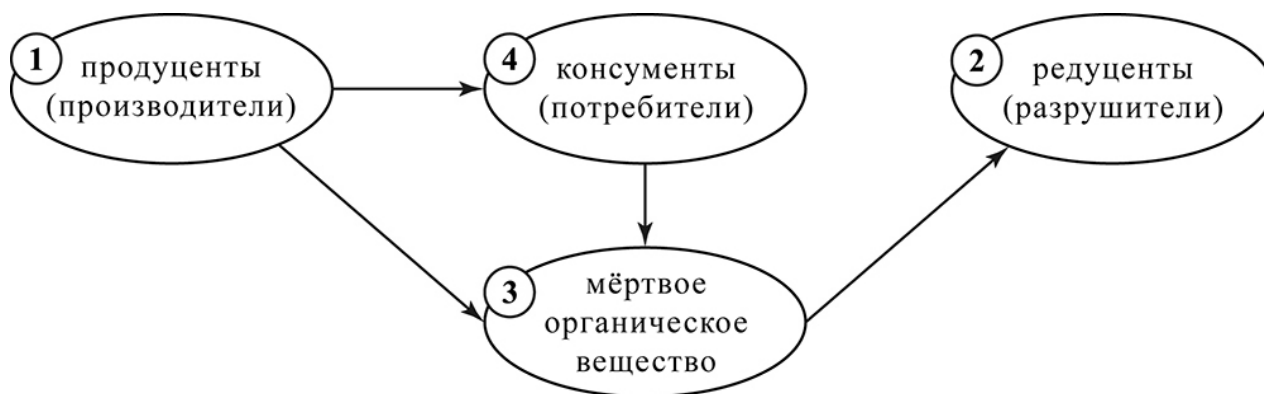 1
продуценты
(производители)
4
консументы
(потребители)
2
редуценты
(разрушители)
3
мёртвое
органическое
вещество